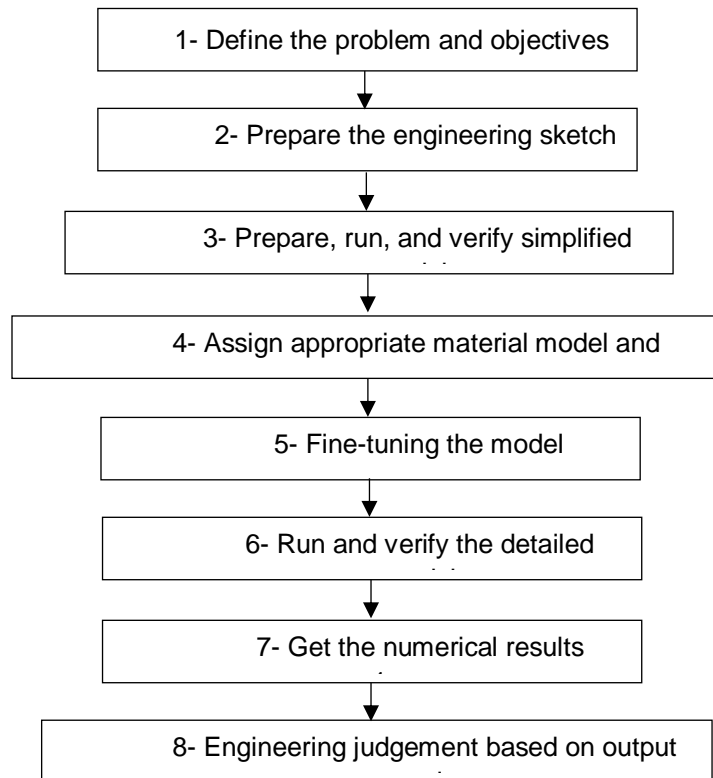 1- Define the problem and objectives
2- Prepare the engineering sketch
3- Prepare, run, and verify simplified
4- Assign appropriate material model and
5- Fine-tuning the model
6- Run and verify the detailed
7- Get the numerical results
8- Engineering judgement based on output